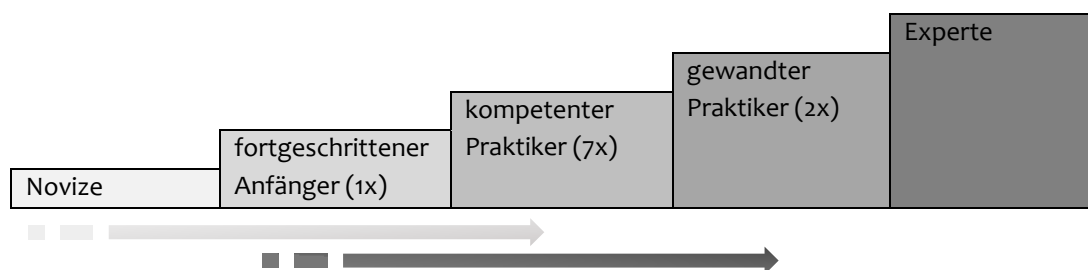 Novize
fortgeschrittener
Anfänger (1x)
kompetenter
Praktiker (7x)
gewandter
Praktiker (2x)
Experte